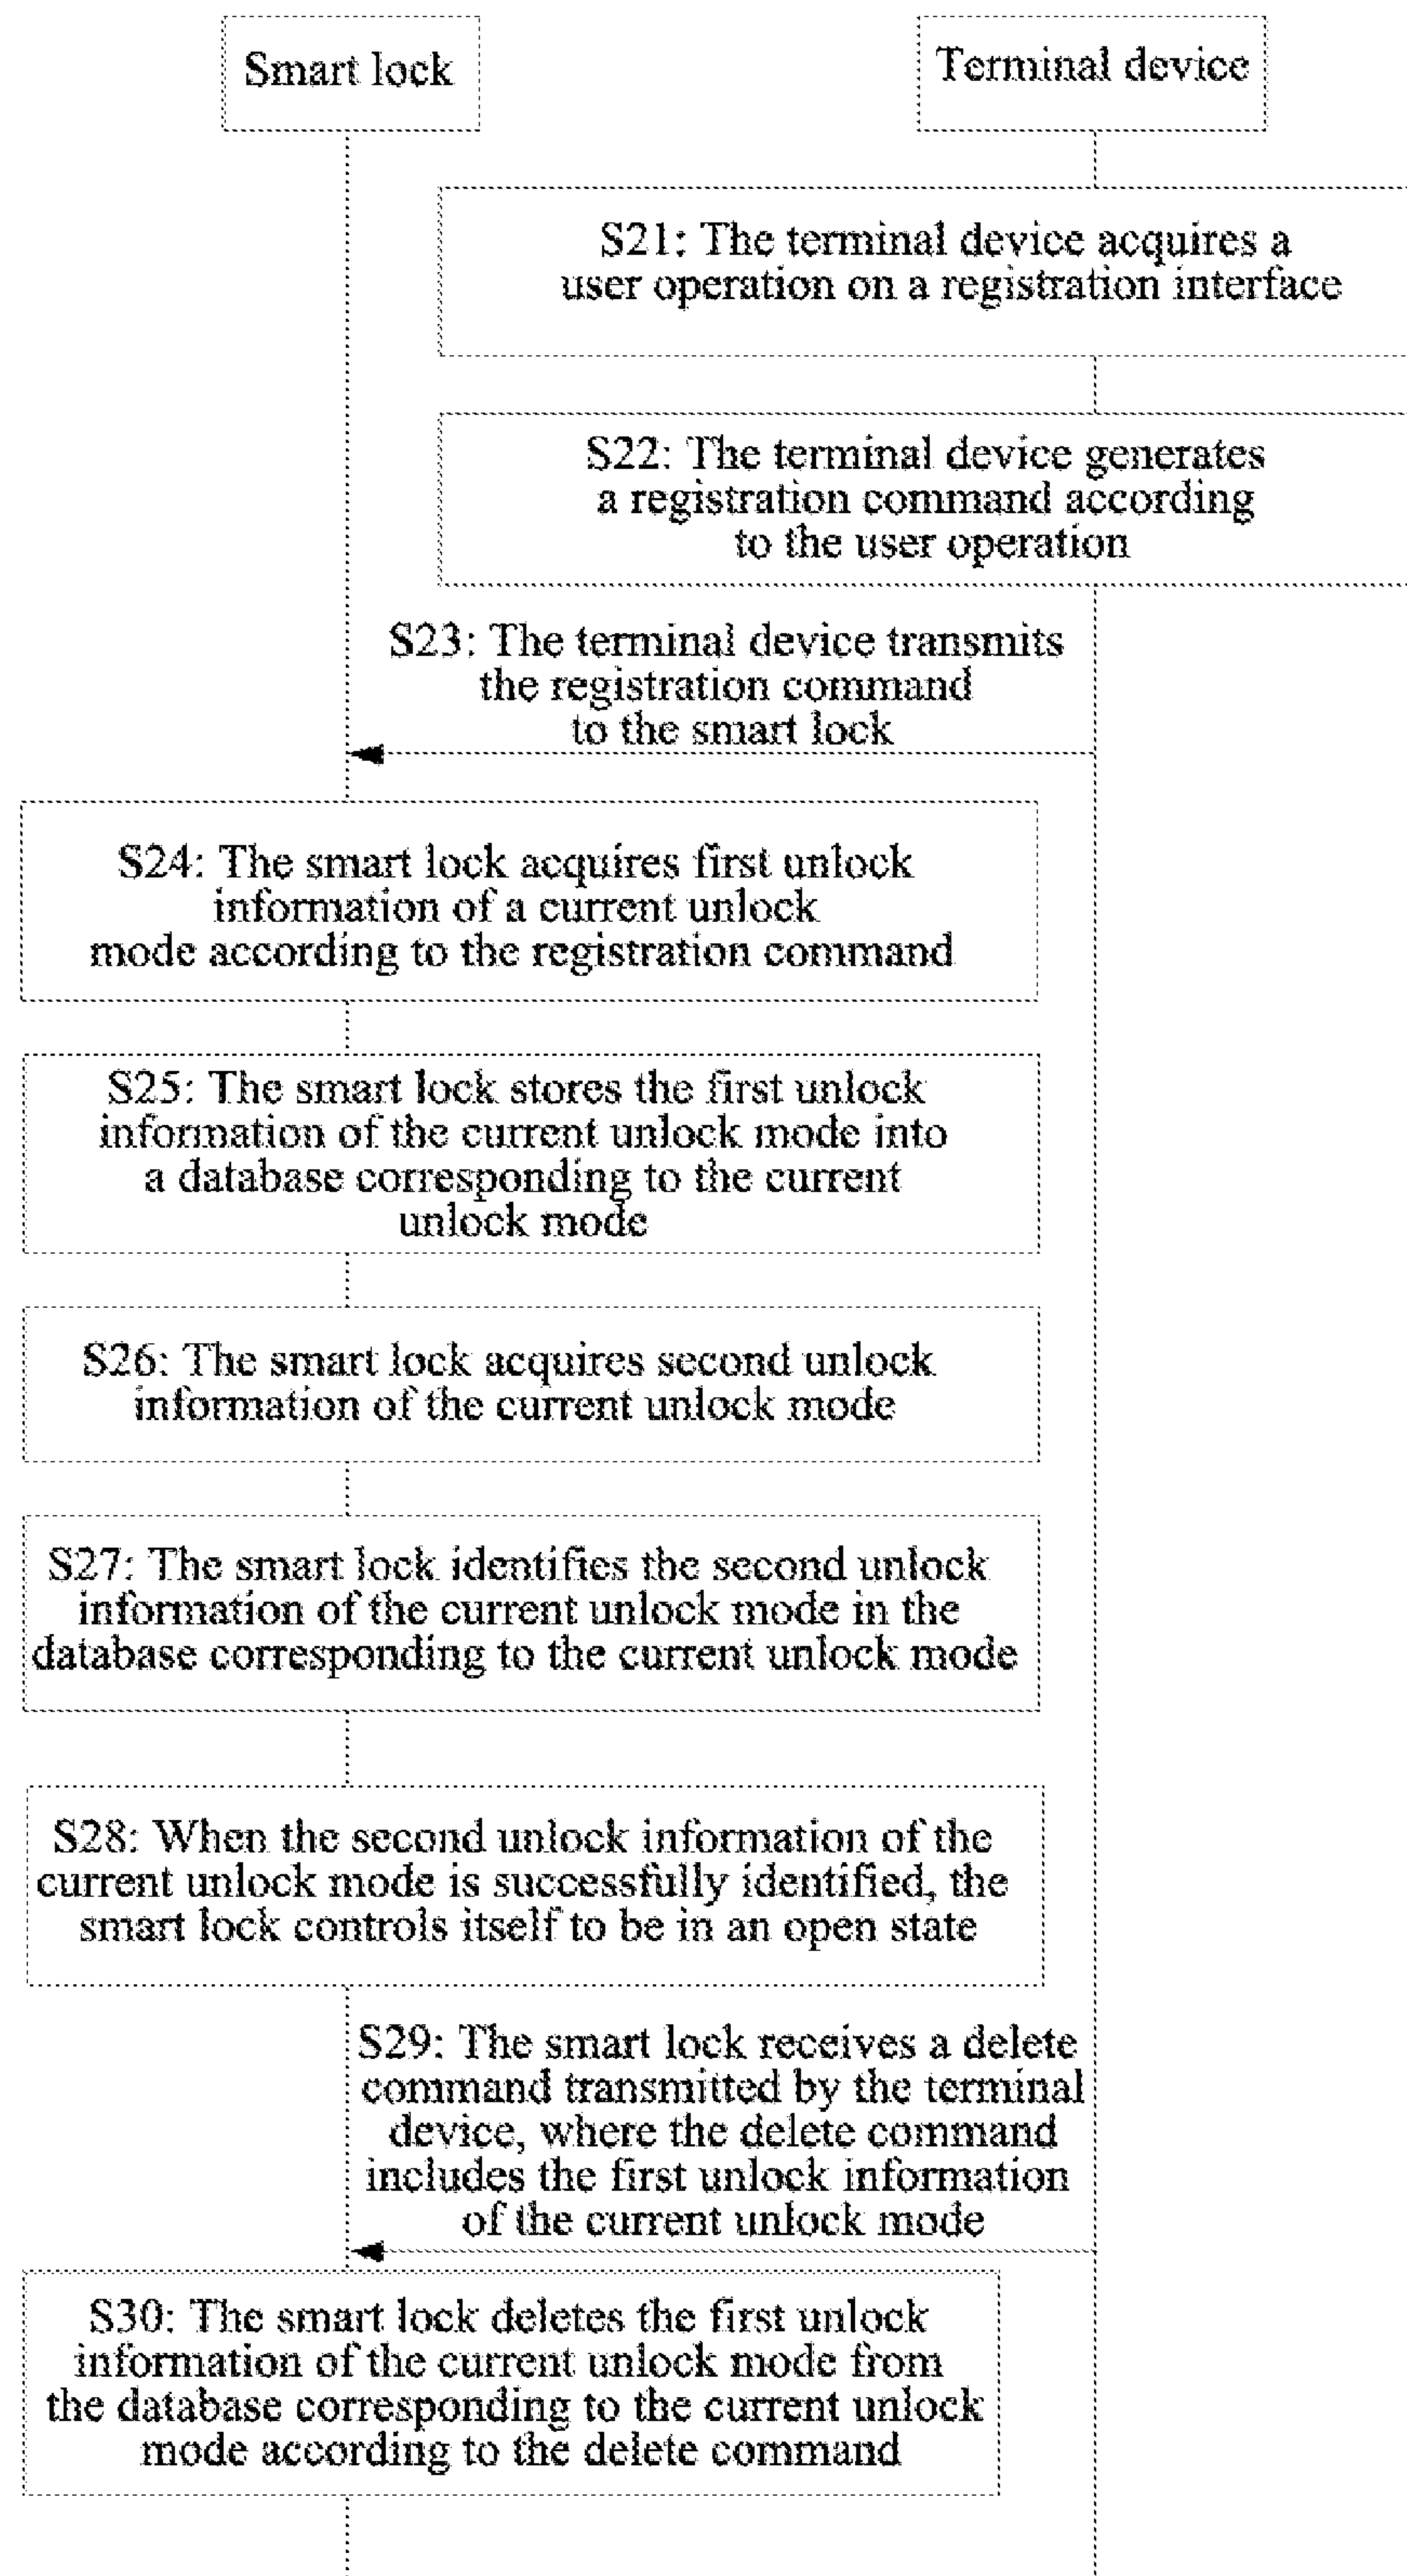 Smart lock
Terminal device
S21: The terminal device acquires a
user operation on a registration interface
S22: The terminal device generates
a registration command according
to the user operation
S23: The terminal device transmits
the registration command
to the smart lock
S24: The smart lock acquires first unlock
information of a current unlock
mode according to the registration command
S25: The smart lock stores the first unlock
information of the current unlock mode into
a database corresponding to the current
unlock mode
S26: The smart lock acquires second unlock
information of the current unlock mode
S27: The smart lock identifies the second unlock
information of the current unlock mode in the
database corresponding to the current unlock mode
S28: When the second unlock information of the
current unlock mode is successfully identified, the
smart lock controls itself to be in an open state
S29: The smart lock receives a delete
command transmitted by the terminal
device, where the delete command
includes the first unlock information
of the current unlock mode
S30: The smart lock deletes the first unlock
information of the current unlock mode from
the database corresponding to the current unlock
mode according to the delete command